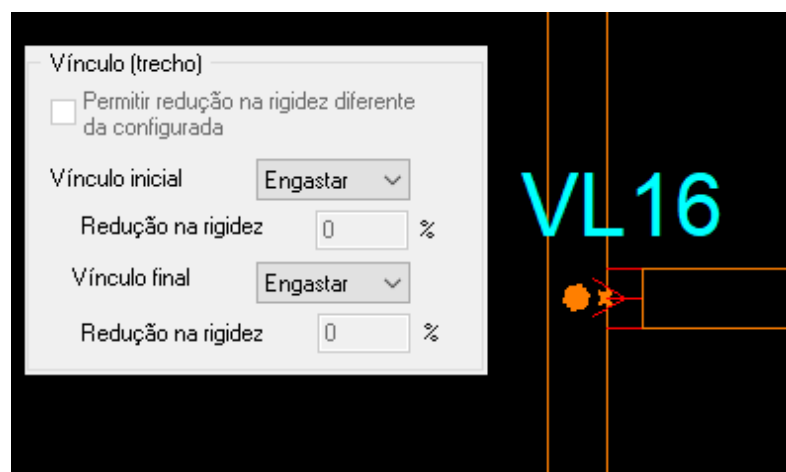 Vínculo (trecho)
Permitir redução na rigidez diferente
da configurada
Vínculo inicial Engastar
Redução na rigidez 0 %
Vínculo final Engastar
Redução na rigidez 0 %
VL16